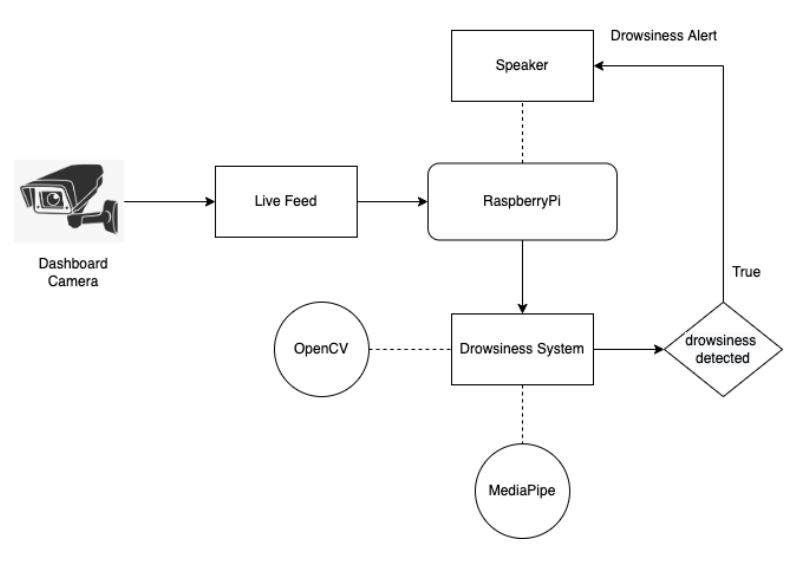 Drowsiness Alert
Speaker
Live Feed
RaspberryPi
Dashboard
Camera
True
OpenCV
Drowsiness System
drowsiness
detected
MediaPipe